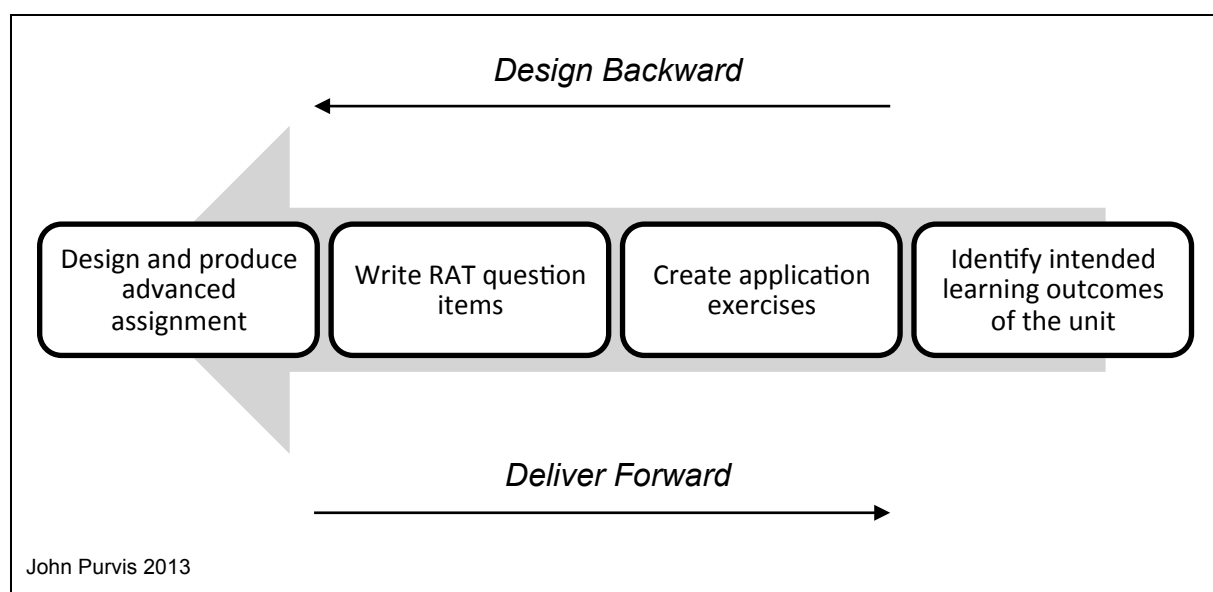 Design Backward
Design and produce
advanced
assignment
Write RAT question
items
Create application
exercises
Identify intended
learning outcomes
of the unit
Deliver Forward
John Purvis 2013